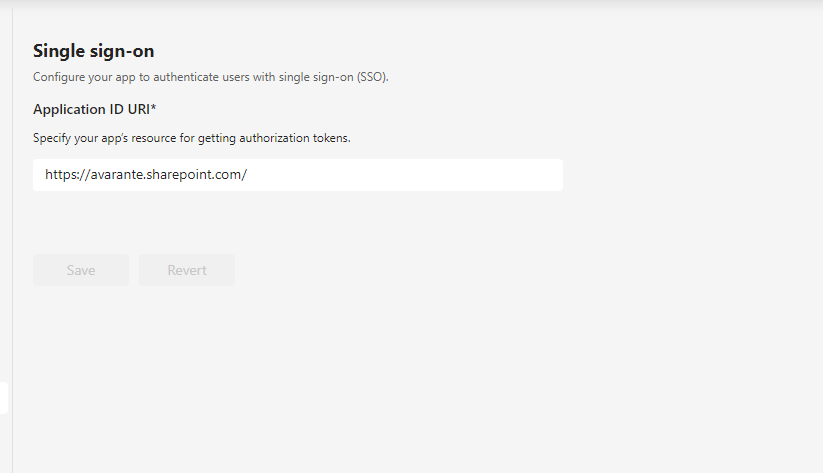 Single sign-on
Configure your app to authenticate users with single sign-on (SSO).
Application ID URI*
Specify your app's resource for getting authorization tokens.
https://avarante.sharepoint.com/
Save Revert